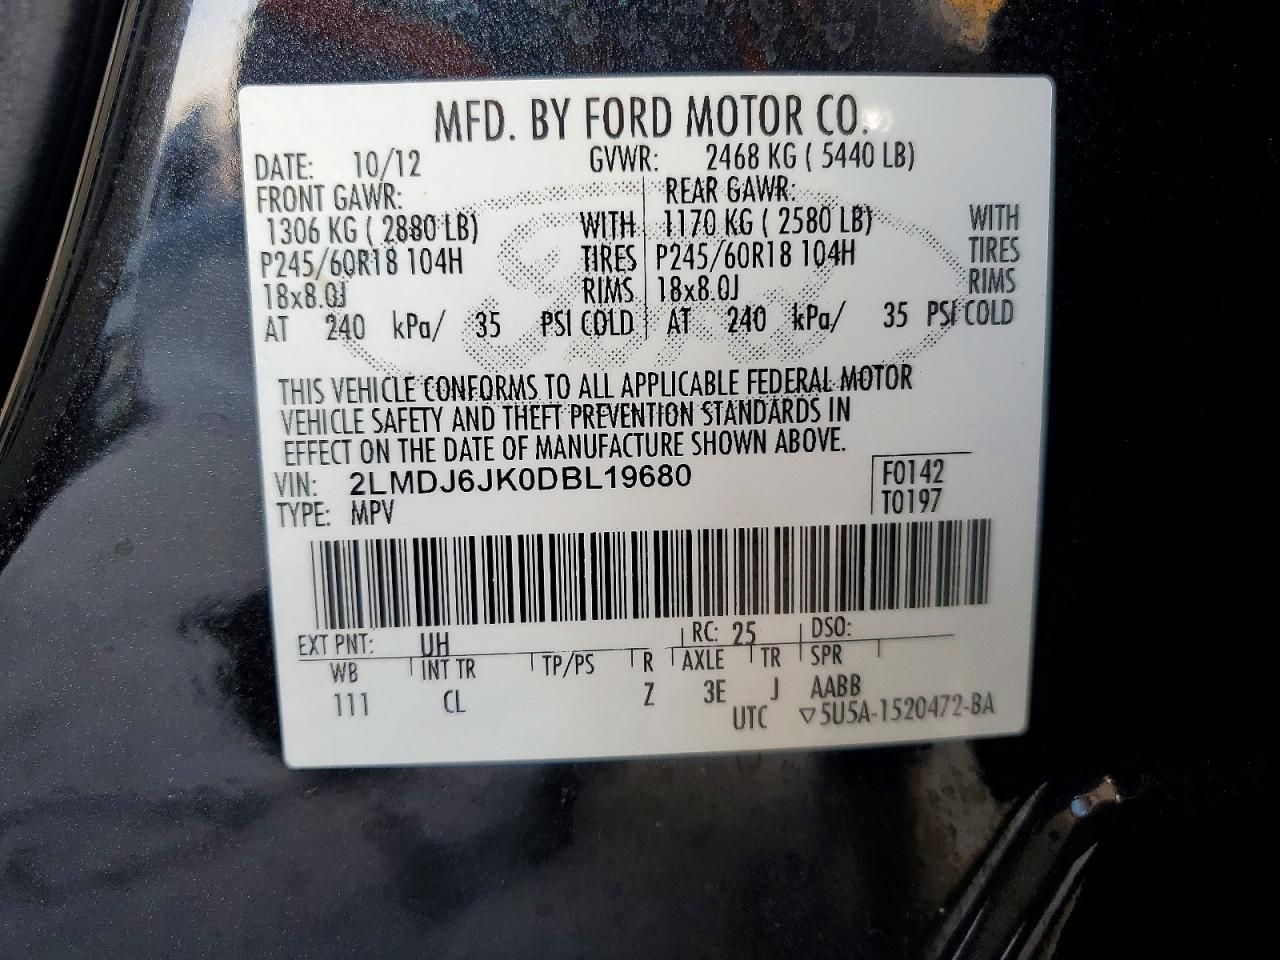 MFD. BY FORD MOTOR CO.
DATE: 10/12 GVWR: 2468 KG ( 5440 LB)
FRONT GAWR: REAR GAWR:
1306 KG ( 2880 LB) WITH 1170 KG ( 2580 LB) WITH
P245/60R18 104H TIRES P245/60R18 104H TIRES
18x8.0J RIMS 18x8.0J RIMS
AT 240 kPa/ 35 PSI COLD AT 240 kPa/ 35 PSI COLD
THIS VEHICLE CONFORMS TO ALL APPLICABLE FEDERAL MOTOR
VEHICLE SAFETY AND THEFT PREVENTION STANDARDS IN
EFFECT ON THE DATE OF MANUFACTURE SHOWN ABOVE.
VIN: 2LMDJ6JK0DBL19680 F0142
TYPE: MPV T0197
EXT PNT: UH RC: 25 DSO:
WB INT TR TP/PS R AXLE TR SPR
111 CL Z 3E J AABB
UTC ▽5U5A-1520472-BA